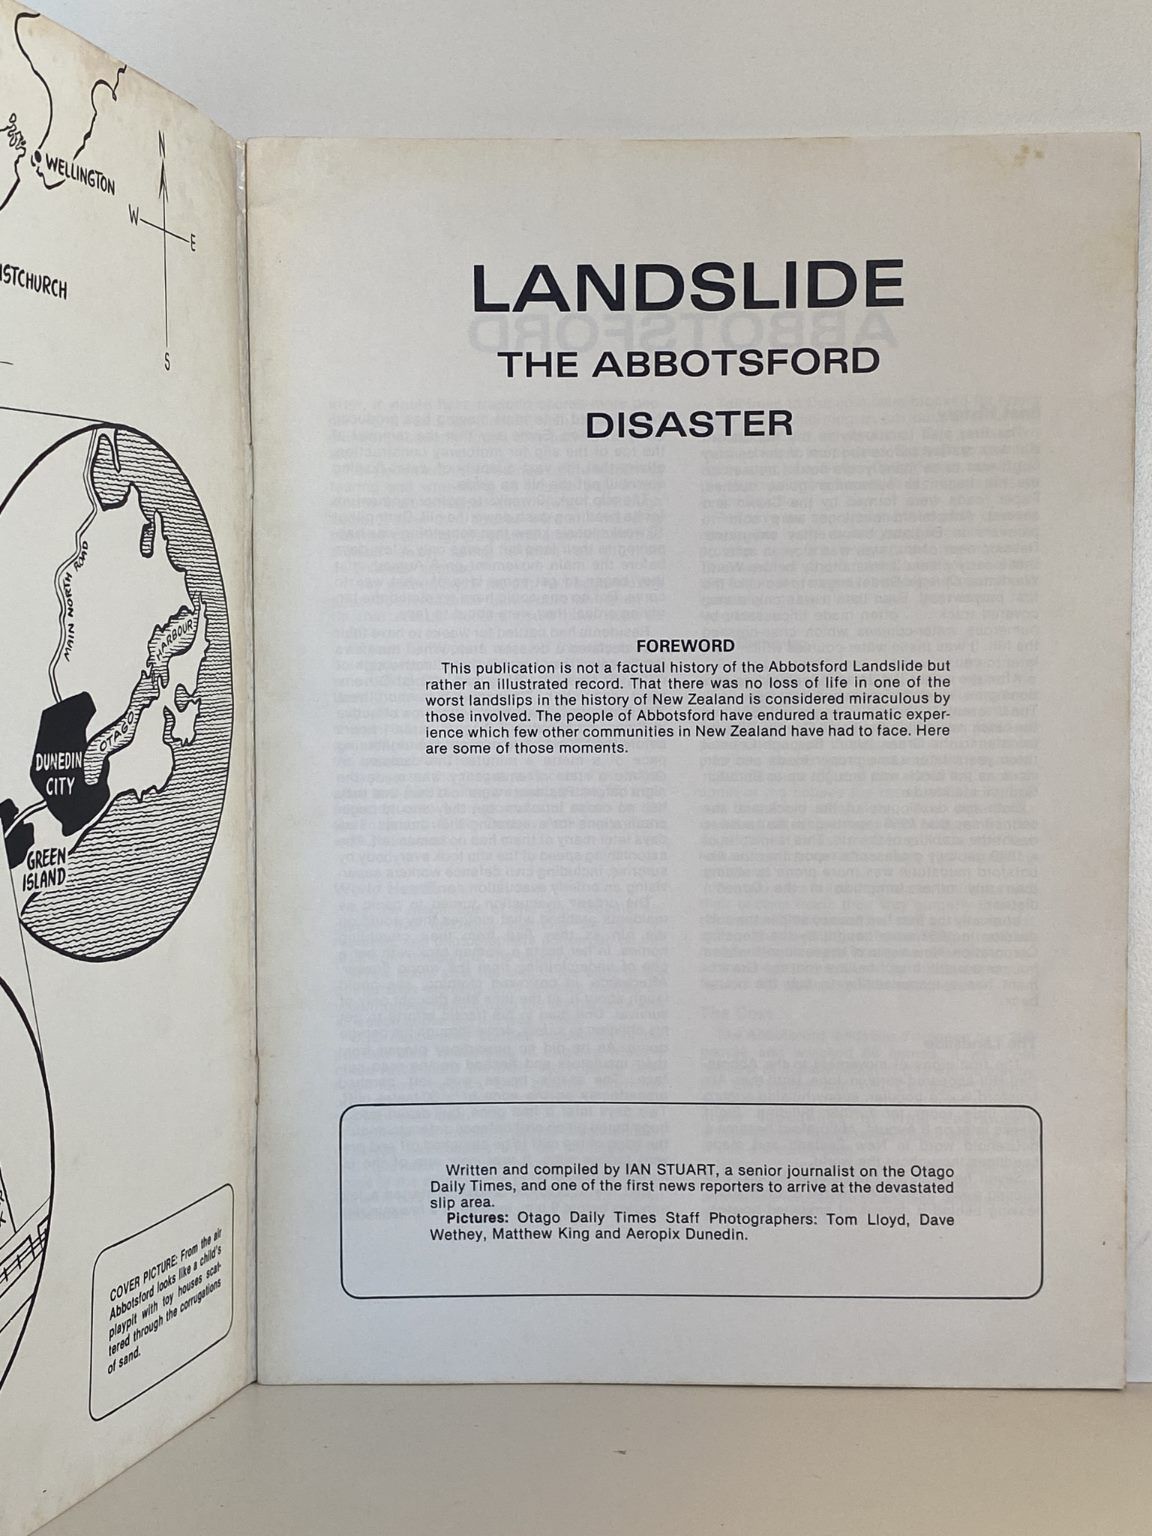 WELLINGTON
N
W
E
S
MAIN NORTH ROAD
OTAGO HARBOUR
DUNEDIN
CITY
GREEN
ISLAND
COVER PICTURE: From the air
Abbotsford looks like a child's
playpit with toy houses scat-
tered through the corrugations
of sand.
LANDSLIDE
THE ABBOTSFORD
DISASTER
FOREWORD
This publication is not a factual history of the Abbotsford Landslide but
rather an illustrated record. That there was no loss of life in one of the
worst landslips in the history of New Zealand is considered miraculous by
those involved. The people of Abbotsford have endured a traumatic exper-
ience which few other communities in New Zealand have had to face. Here
are some of those moments.
Written and compiled by IAN STUART, a senior journalist on the Otago
Daily Times, and one of the first news reporters to arrive at the devastated
slip area.
Pictures: Otago Daily Times Staff Photographers: Tom Lloyd, Dave
Wethey, Matthew King and Aeropix Dunedin.